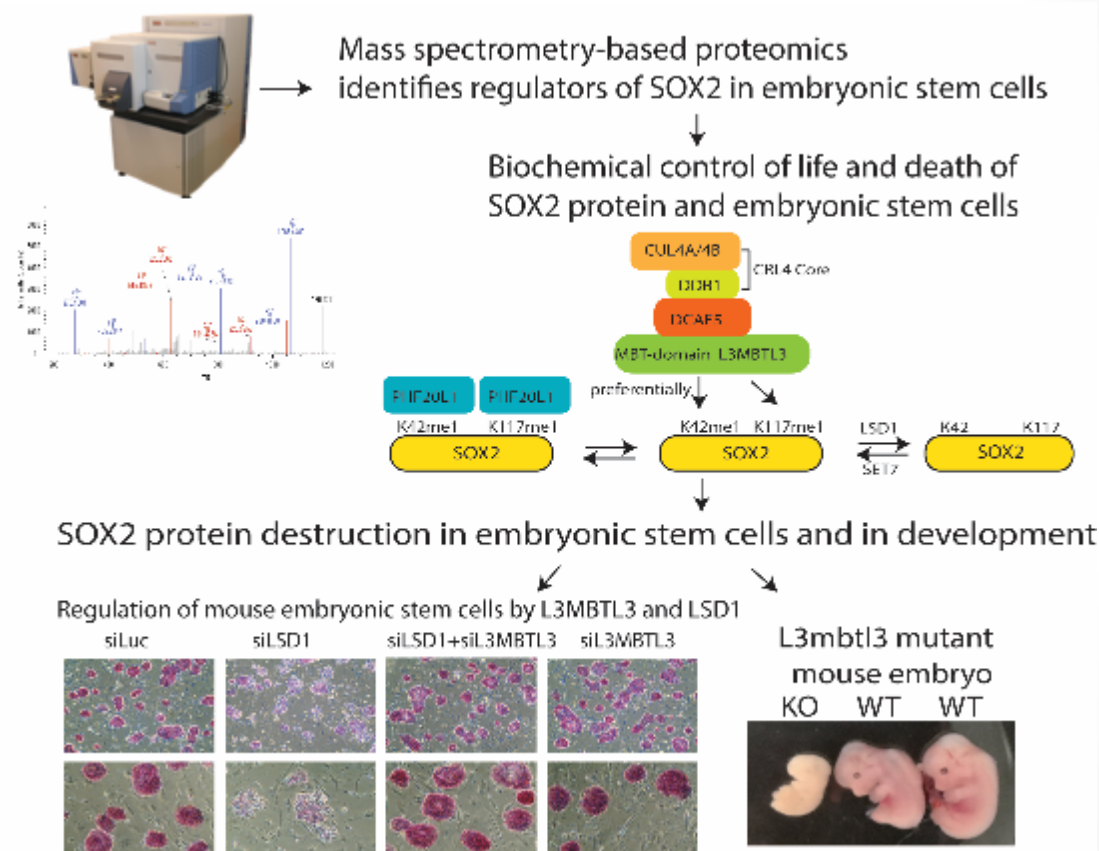 Mass spectrometry-based proteomics
identifies regulators of SOX2 in embryonic stem cells
Biochemical control of life and death of
SOX2 protein and embryonic stem cells
CUL4A/4B
CRL4 Core
DDB1
DCAF5
MBT-domain L3MBTL3
preferentially
PHF20L1 PHF20L1
K42me1 K117me1
SOX2
K42me1 K117me1
SOX2
LSD1
SET7
K42 K117
SOX2
SOX2 protein destruction in embryonic stem cells and in development
Regulation of mouse embryonic stem cells by L3MBTL3 and LSD1
siLuc siLSD1 siLSD1+siL3MBTL3 siL3MBTL3
L3mbtl3 mutant
mouse embryo
KO WT WT